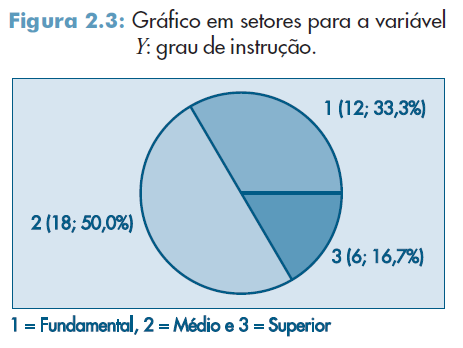 Figura 2.3: Gráfico em setores para a variável
Y: grau de instrução.
1 (12; 33,3%)
2 (18; 50,0%)
3 (6; 16,7%)
1 = Fundamental, 2 = Médio e 3 = Superior